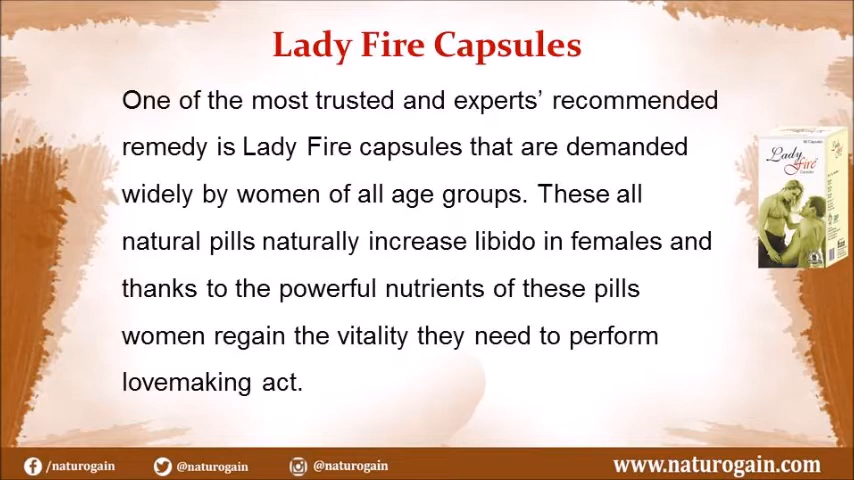 Lady Fire Capsules
One of the most trusted and experts’ recommended
remedy is Lady Fire capsules that are demanded
widely by women of all age groups. These all
natural pills naturally increase libido in females and
thanks to the powerful nutrients of these pills
women regain the vitality they need to perform
lovemaking act.
Lady
Fire
Capsules
/naturogain
@naturogain
@naturogain
www.naturogain.com